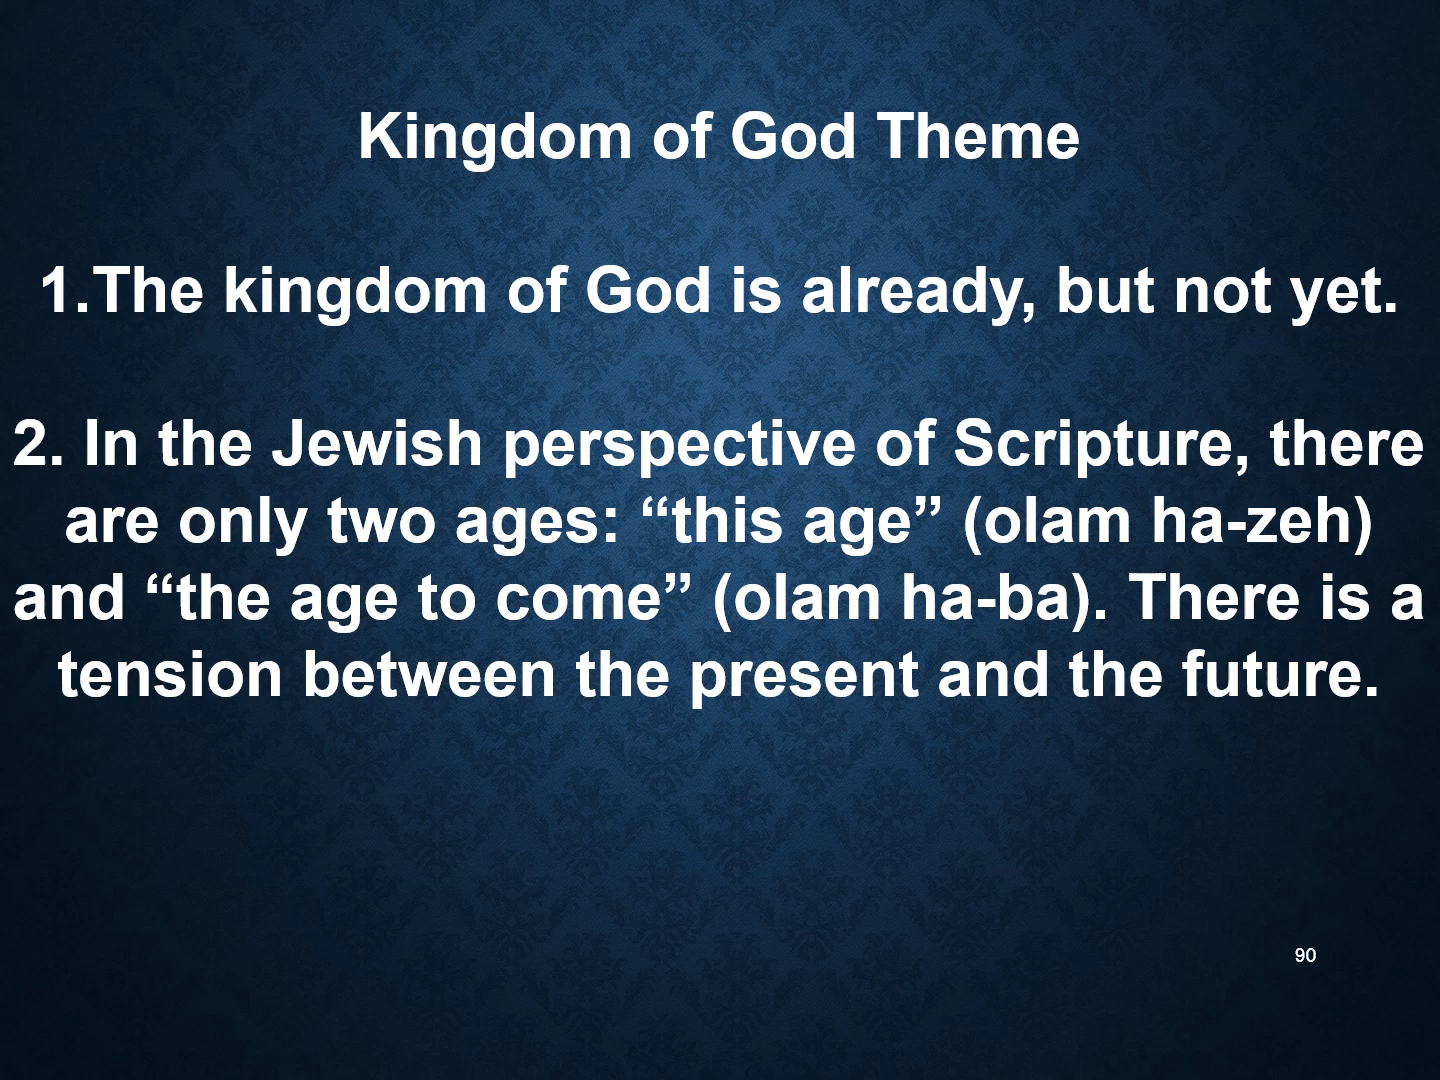 Kingdom of God Theme
1.The kingdom of God is already, but not yet.
2. In the Jewish perspective of Scripture, there
are only two ages: “this age” (olam ha-zeh)
and “the age to come” (olam ha-ba). There is a
tension between the present and the future.
90